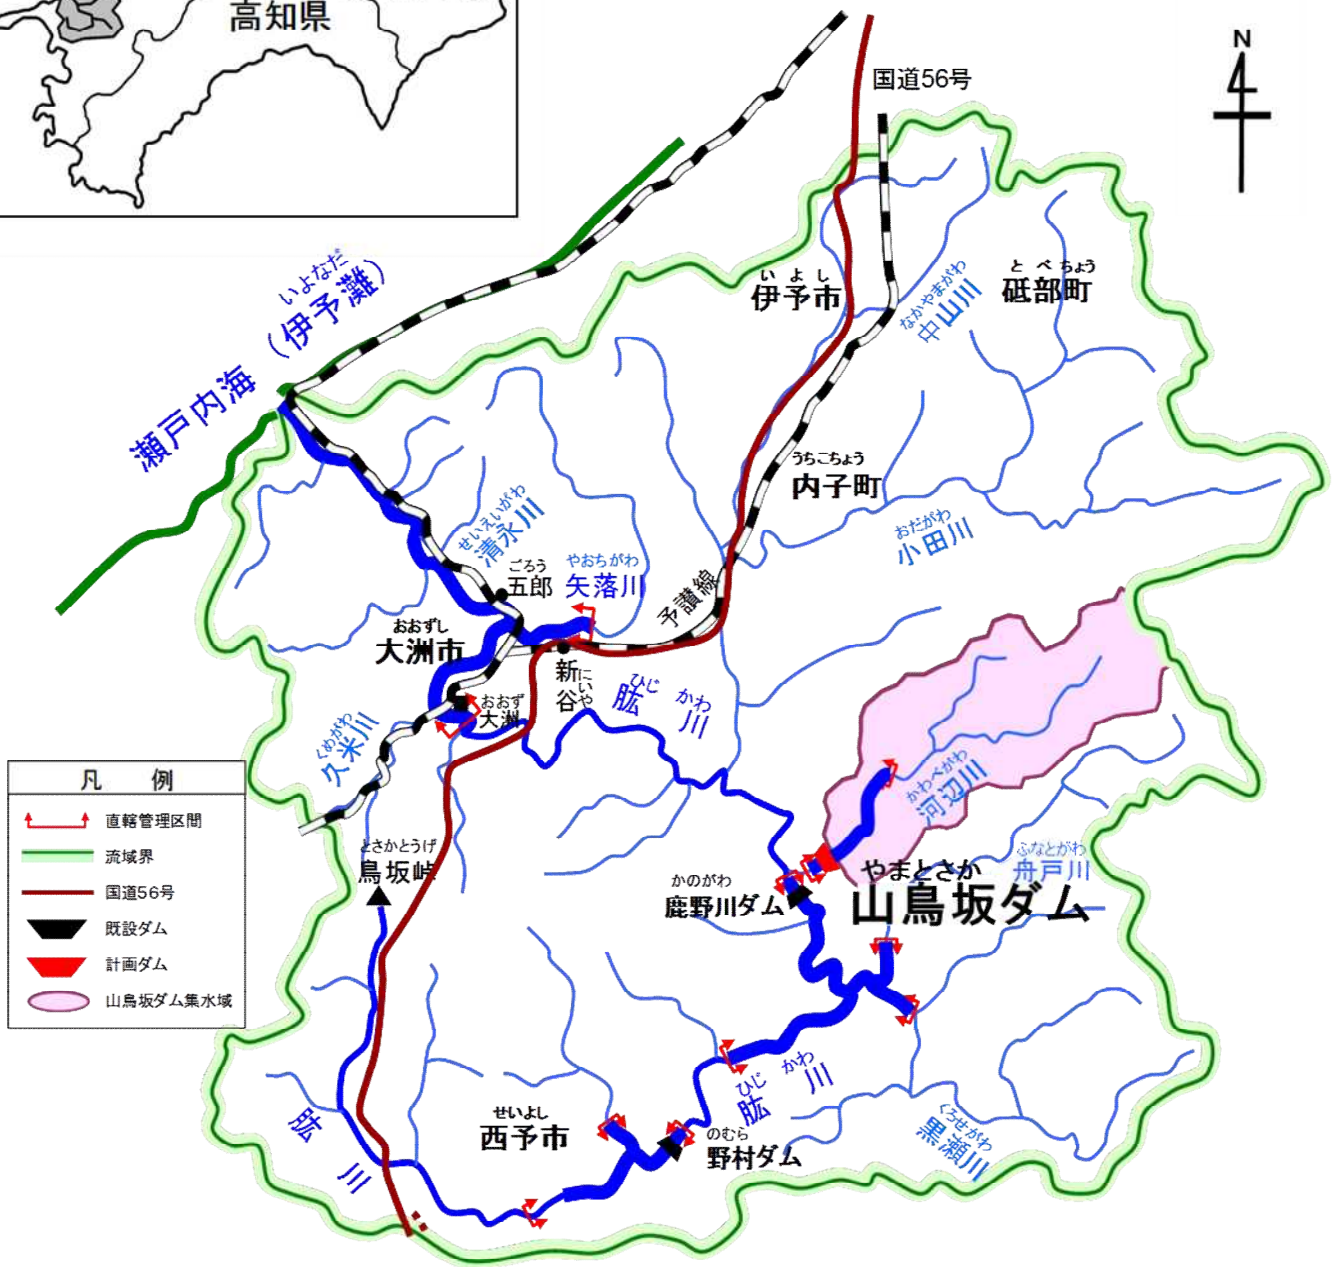 高知県
N
国道56号
いよなだ
瀬戸内海（伊予灘）
いよし
伊予市
なかやまがわ
中山川
とべちょう
砥部町
うちこちょう
内子町
おだがわ
小田川
せいえいがわ
清永川
ごろう
五郎
やおちがわ
矢落川
予讃線
おおずし
大洲市
新谷
にいや
おおず
大洲
ひじかわ
肱川
くめがわ
久米川
かわべがわ
河辺川
とさかとうげ
鳥坂峠
かのがわ
鹿野川ダム
やまとさか
山鳥坂ダム
ふなとがわ
舟戸川
ひじかわ
肱川
せいよし
西予市
のむら
野村ダム
くろせがわ
黒瀬川
肱川
凡例
直轄管理区間
流域界
国道56号
既設ダム
計画ダム
山鳥坂ダム集水域